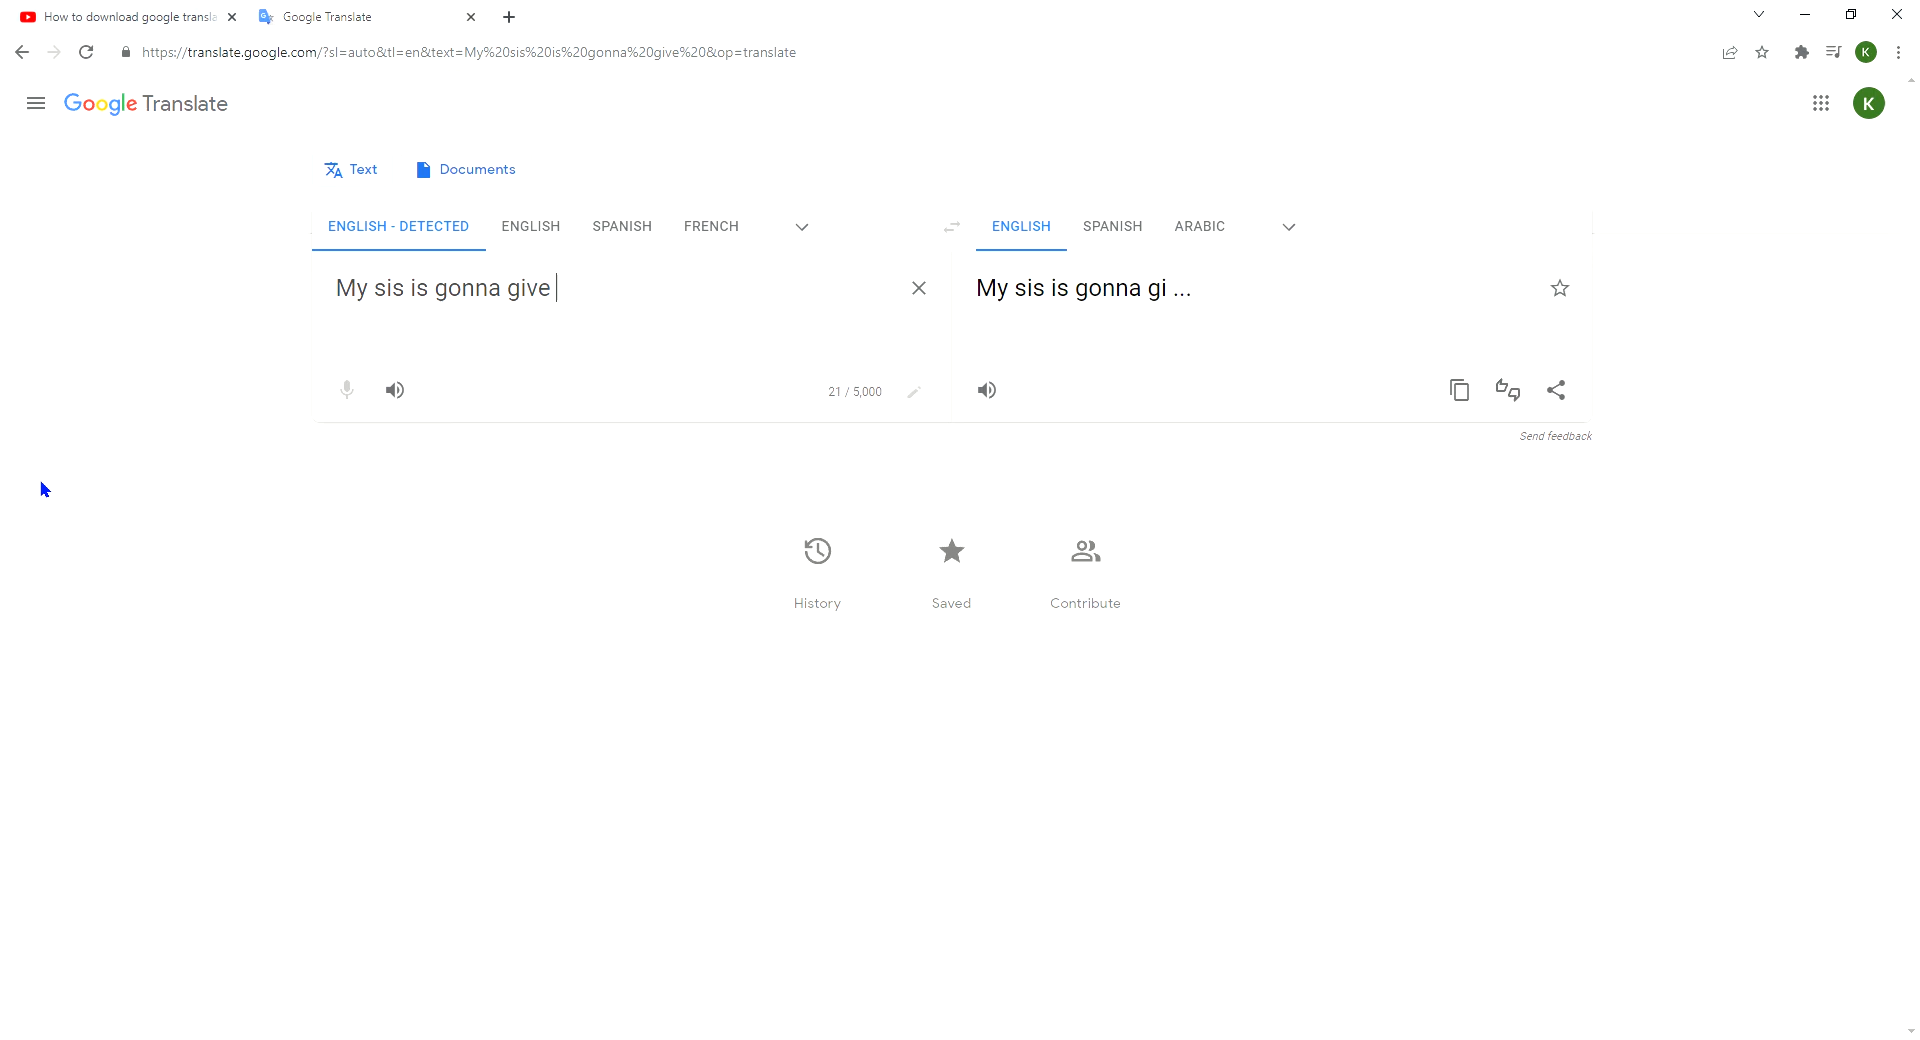 How to download google transla
Google Translate
https://translate.google.com/?sl=auto&tl=en&text=My%20sis%20is%20gonna%20give%20&op=translate
K
Google Translate
K
Text Documents
ENGLISH - DETECTED ENGLISH SPANISH FRENCH
ENGLISH SPANISH ARABIC
My sis is gonna give
My sis is gonna gi ...
21 / 5,000
Send feedback
History Saved Contribute